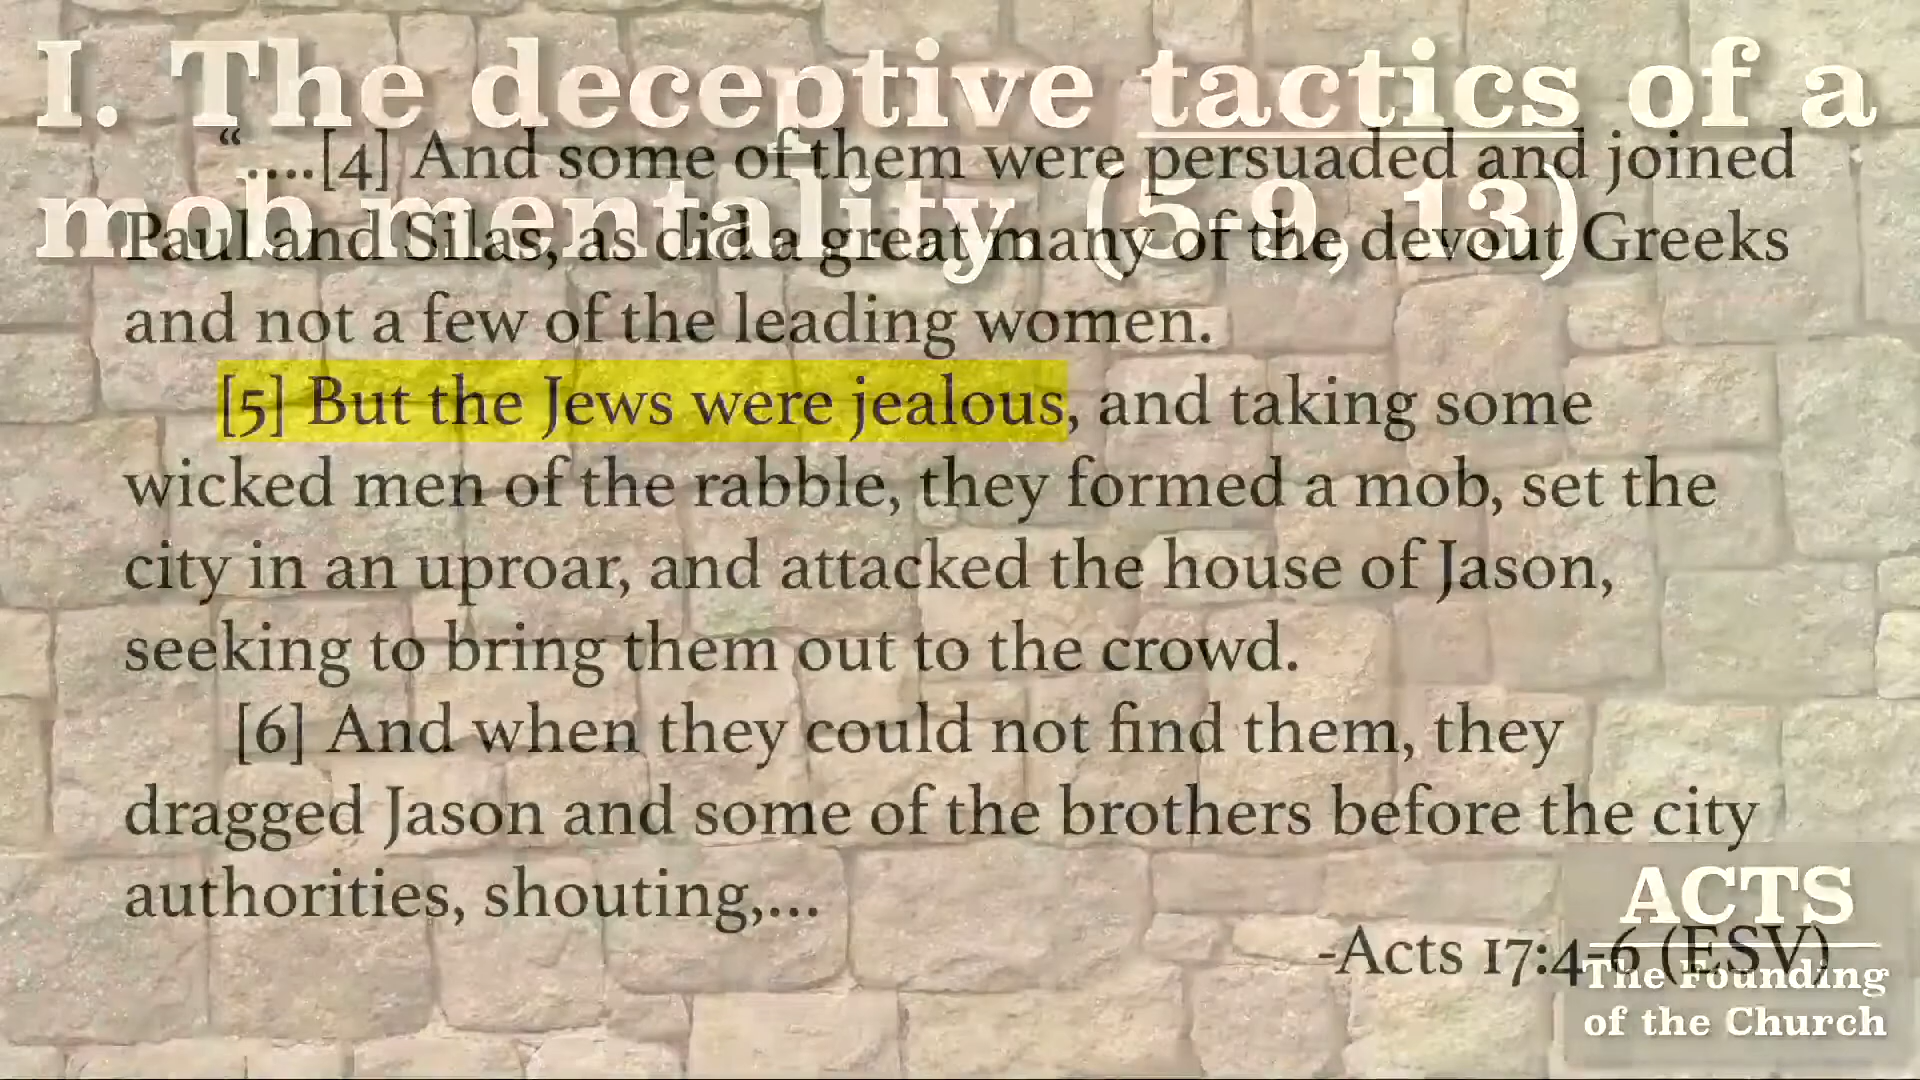 I. The deceptive tactics of a
mob mentality. (5-9, 13)
“....[4] And some of them were persuaded and joined
Paul and Silas, as did a great many of the devout Greeks
and not a few of the leading women.
[5] But the Jews were jealous, and taking some
wicked men of the rabble, they formed a mob, set the
city in an uproar, and attacked the house of Jason,
seeking to bring them out to the crowd.
[6] And when they could not find them, they
dragged Jason and some of the brothers before the city
authorities, shouting,...
-Acts 17:4-6 (ESV)
ACTS
The Founding
of the Church